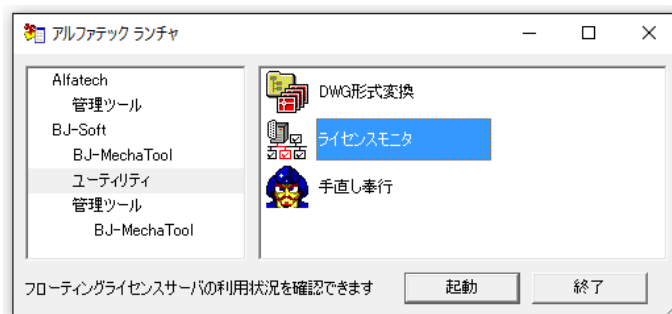 アルファテック ランチャ
Alfatech
管理ツール
BJ-Soft
BJ-MechaTool
ユーティリティ
管理ツール
BJ-MechaTool
DWG形式変換
ライセンスモニタ
手直し奉行
フローティングライセンスサーバの利用状況を確認できます
起動
終了